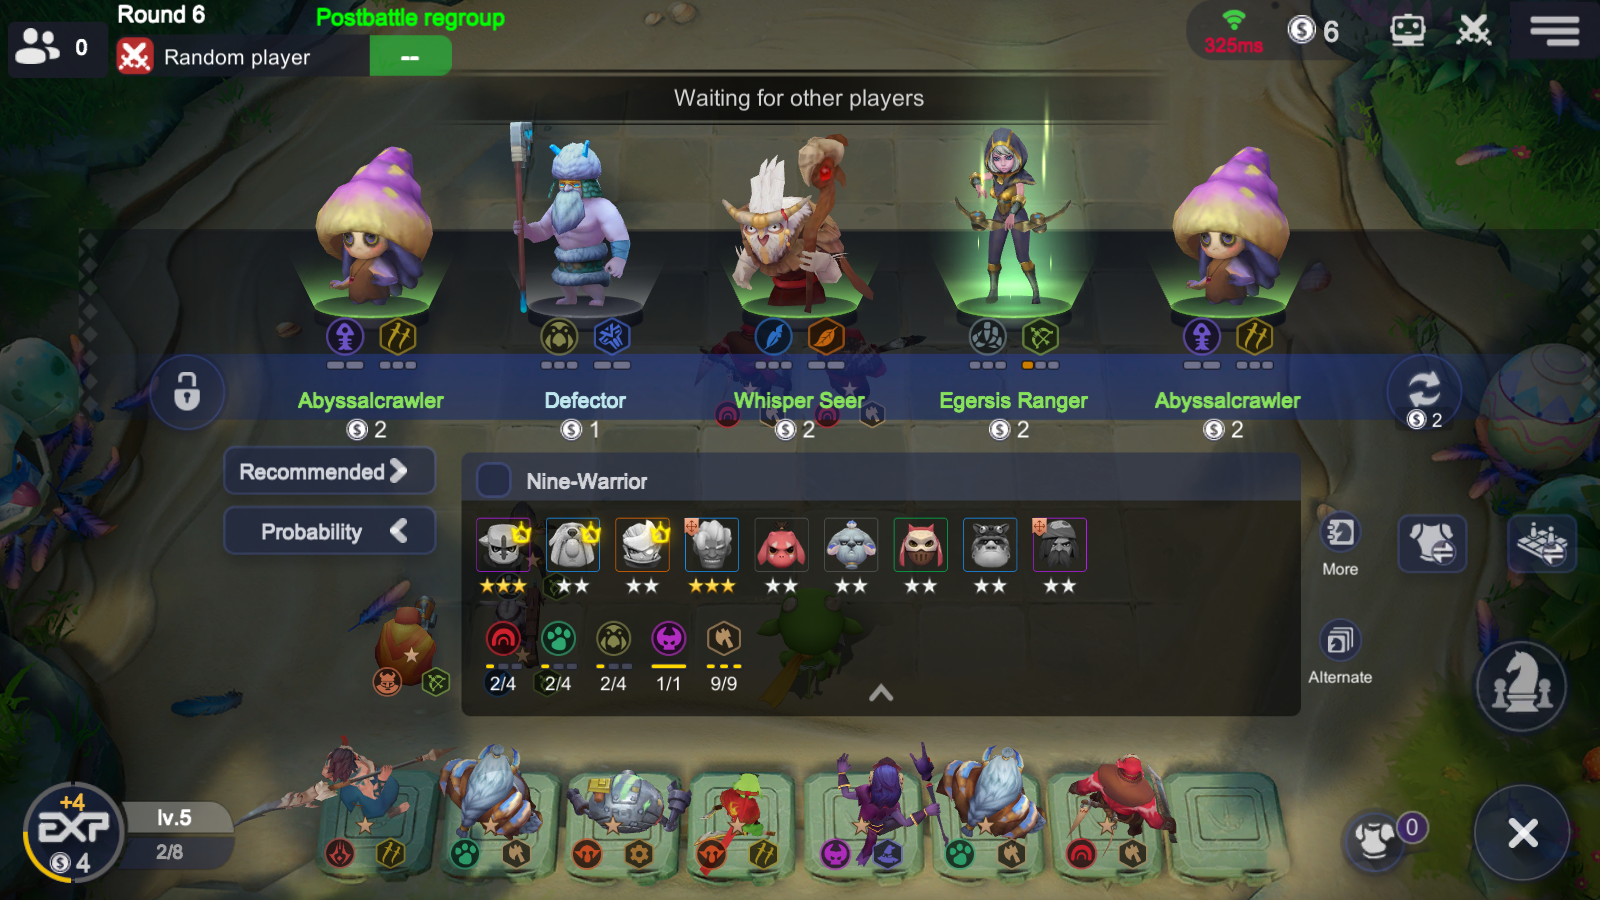 Round 6
Postbattle regroup
0
Random player
--
325ms
6
Waiting for other players
Abyssalcrawler
2
Defector
1
Whisper Seer
2
Egersis Ranger
2
Abyssalcrawler
2
2
Recommended
Probability
Nine-Warrior
2/4
2/4
2/4
1/1
9/9
More
Alternate
+4
EXP
4
lv.5
2/8
0